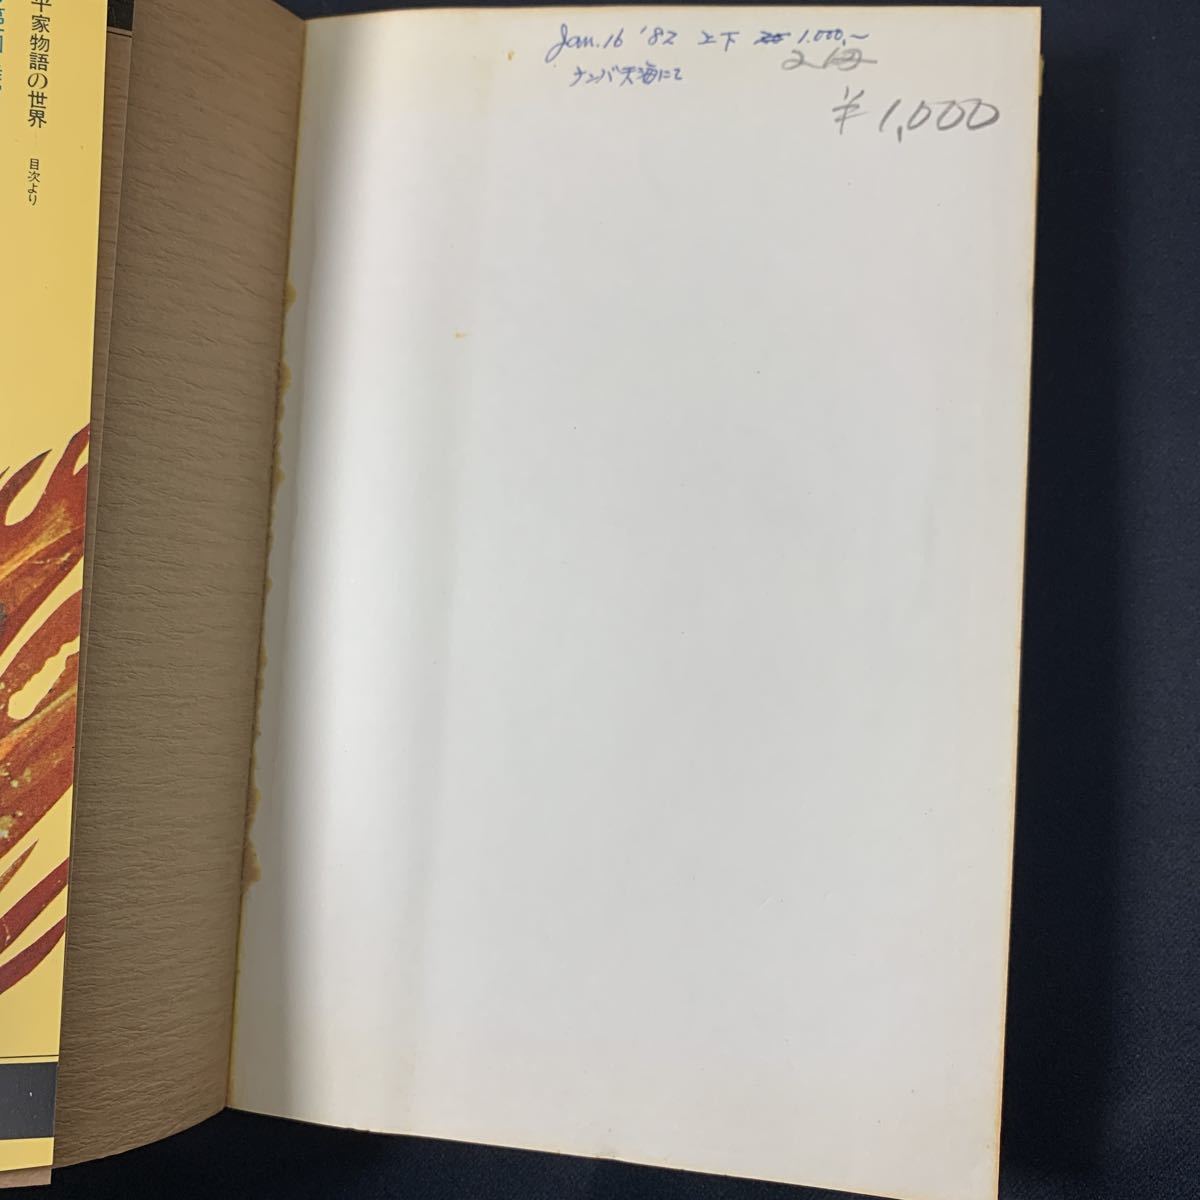 平家物語の世界
目次より
Jan. 16 '82 上下 1,000,~
2冊
ナンバ天海にて
¥1,000